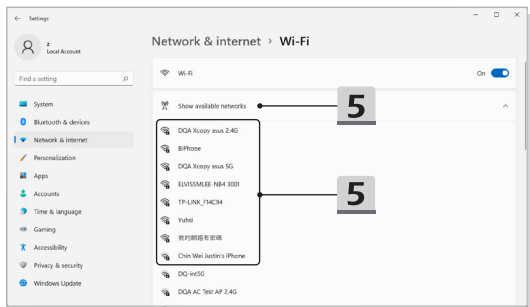 Settings
z
Local Account
Find a setting
System
Bluetooth & devices
Network & internet
Personalization
Apps
Accounts
Time & language
Gaming
Accessibility
Privacy & security
Windows Update
Network & internet > Wi-Fi
Wi-Fi
On
Show available networks
5
DQA Xcopy asus 2.4G
BiPhone
DQA Xcopy asus 5G
ELVISSMLEE-NB4 3001
TP-LINK_F14C94
5
Yuhsi
我的網路有密碼
Chin Wei Justin's iPhone
DQ-int5G
DQA AC Test AP 2.4G